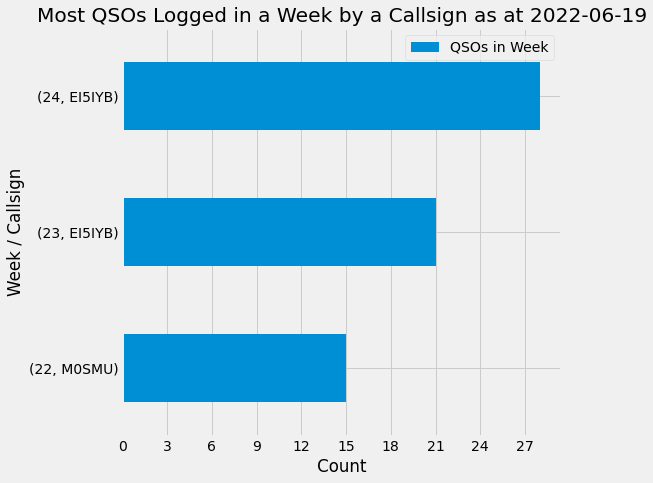 Most QSOs Logged in a Week by a Callsign as at 2022-06-19
QSOs in Week
(24, EI5IYB)
(23, EI5IYB)
(22, M0SMU)
Week / Callsign
0 3 6 9 12 15 18 21 24 27
Count